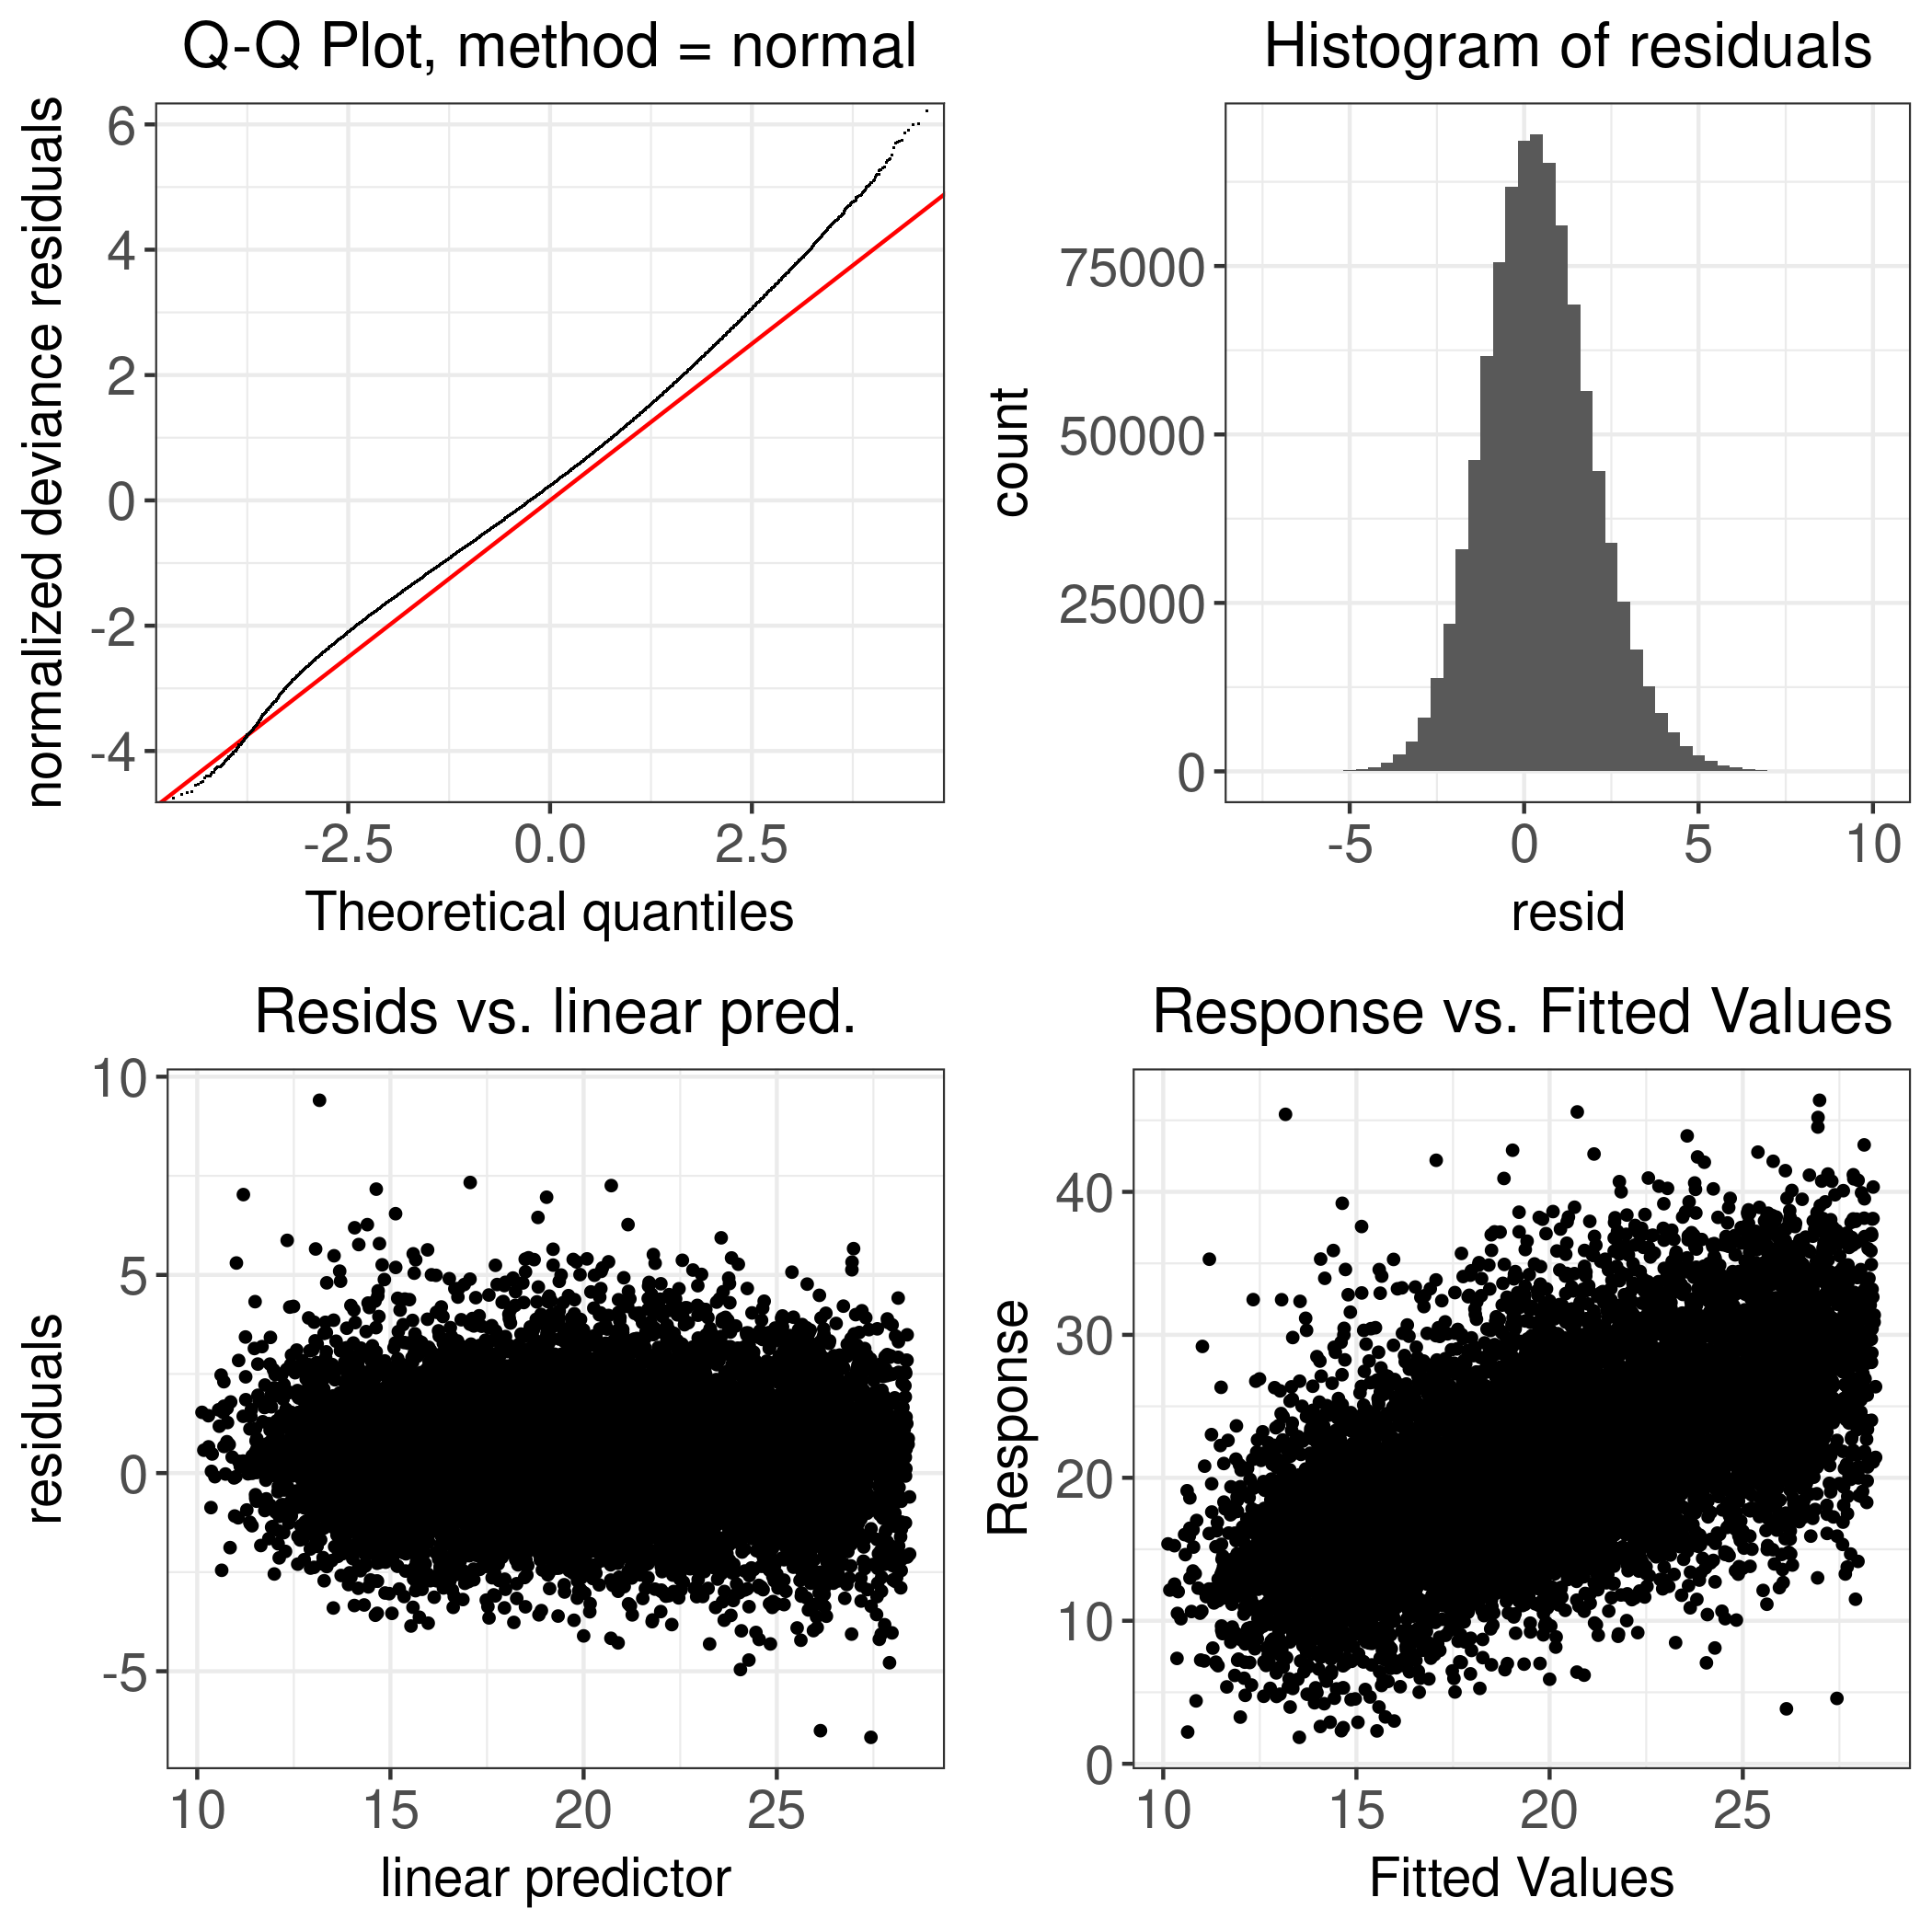 Q-Q Plot, method = normal
normalized deviance residuals
6
4
2
0
-2
-4
-2.5 0.0 2.5
Theoretical quantiles
Histogram of residuals
count
75000
50000
25000
0
-5 0 5 10
resid
Resids vs. linear pred.
residuals
10
5
0
-5
10 15 20 25
linear predictor
Response vs. Fitted Values
Response
40
30
20
10
0
10 15 20 25
Fitted Values